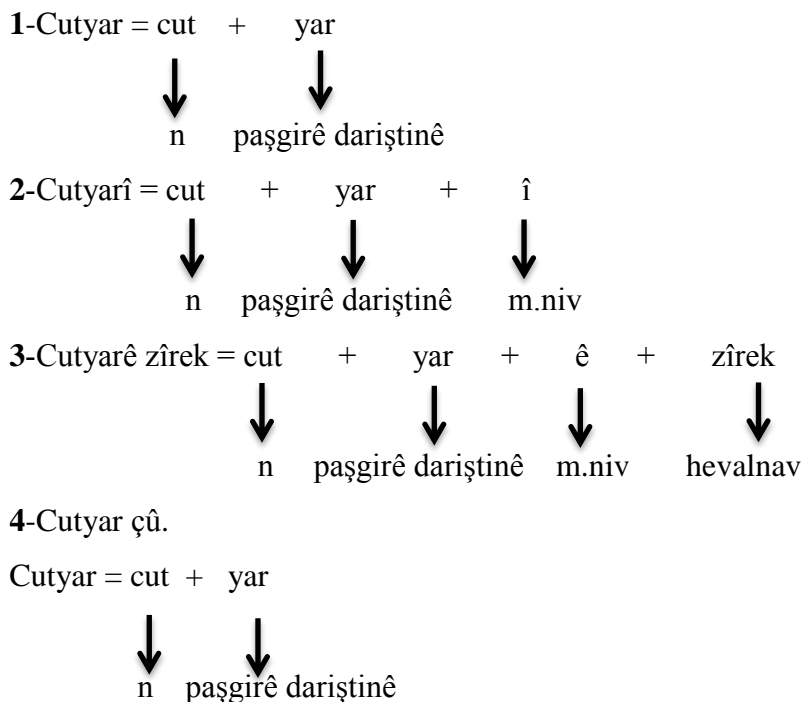 1-Cutyar = cut + yar
n paşgirê dariştinê
2-Cutyarî = cut + yar + î
n paşgirê dariştinê m.niv
3-Cutyarê zîrek = cut + yar + ê + zîrek
n paşgirê dariştinê m.niv hevalnav
4-Cutyar çû.
Cutyar = cut + yar
n paşgirê dariştinê